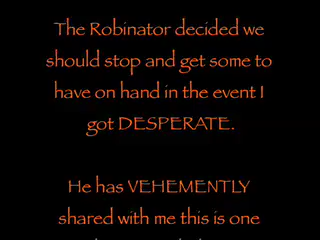 The Robinator decided we
should stop and get some to
have on hand in the event I
got DESPERATE.
He has VEHEMENTLY
shared with me this is one